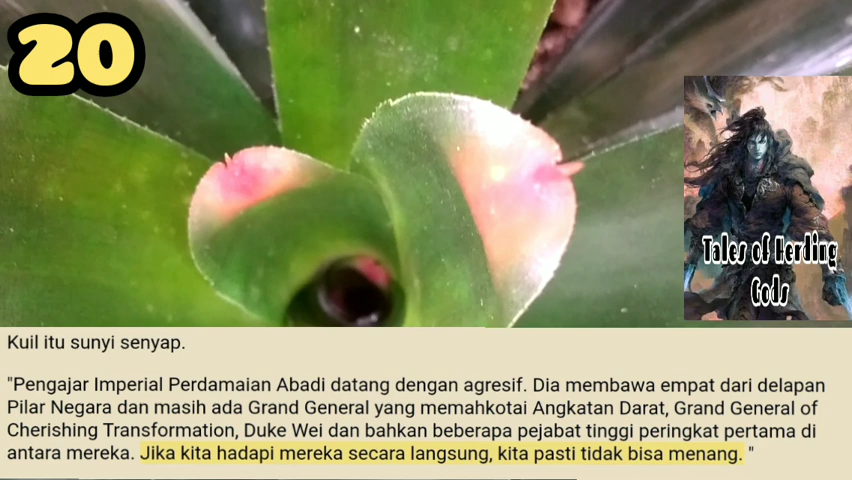 20
Tales of Herding
Gods
Kuil itu sunyi senyap.
"Pengajar Imperial Perdamaian Abadi datang dengan agresif. Dia membawa empat dari delapan
Pilar Negara dan masih ada Grand General yang memahkotai Angkatan Darat, Grand General of
Cherishing Transformation, Duke Wei dan bahkan beberapa pejabat tinggi peringkat pertama di
antara mereka. Jika kita hadapi mereka secara langsung, kita pasti tidak bisa menang. "